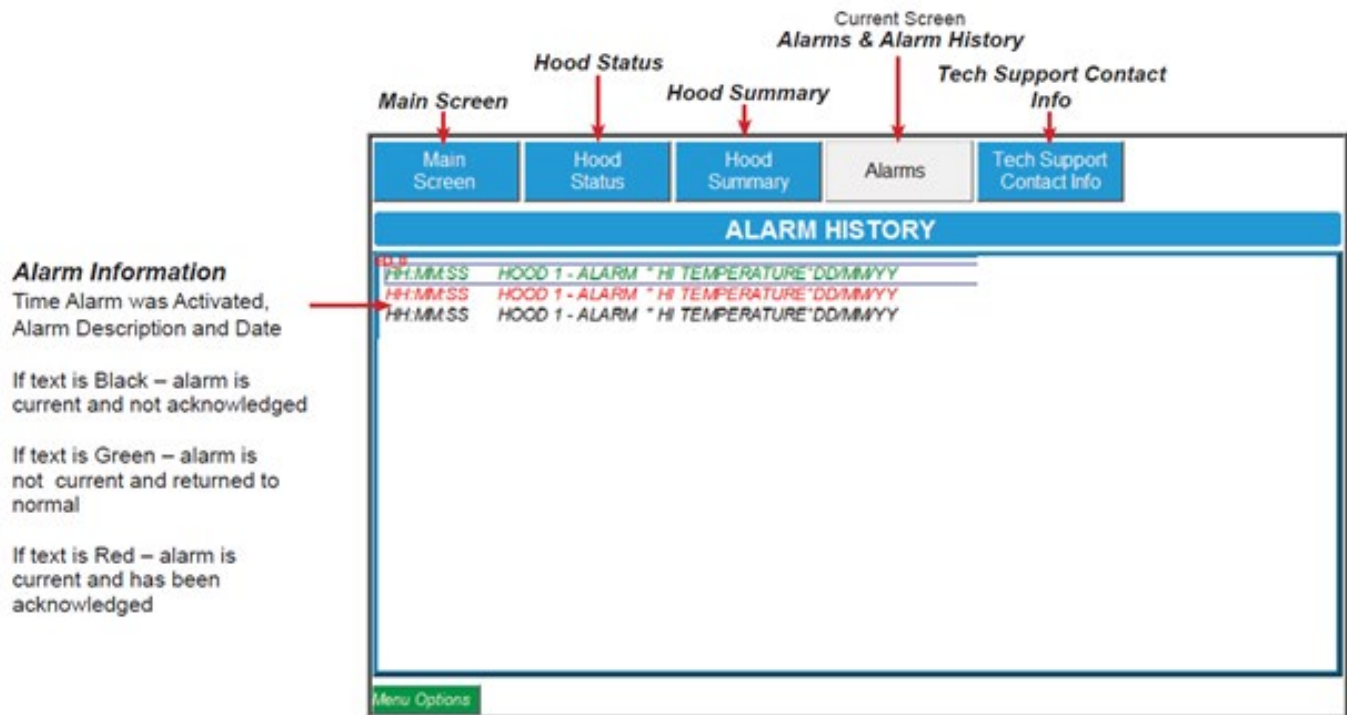 Current Screen
Alarms & Alarm History
Hood Status
Tech Support Contact
Info
Main Screen
Hood Summary
Main
Screen
Hood
Status
Hood
Summary
Alarms
Tech Support
Contact Info
ALARM HISTORY
HH:MM:SS HOOD 1 - ALARM " HI TEMPERATURE"DD/MM/YY
HH:MM:SS HOOD 1 - ALARM " HI TEMPERATURE"DD/MM/YY
HH:MM:SS HOOD 1 - ALARM " HI TEMPERATURE"DD/MM/YY
Alarm Information
Time Alarm was Activated,
Alarm Description and Date
If text is Black – alarm is
current and not acknowledged
If text is Green – alarm is
not current and returned to
normal
If text is Red – alarm is
current and has been
acknowledged
Menu Options